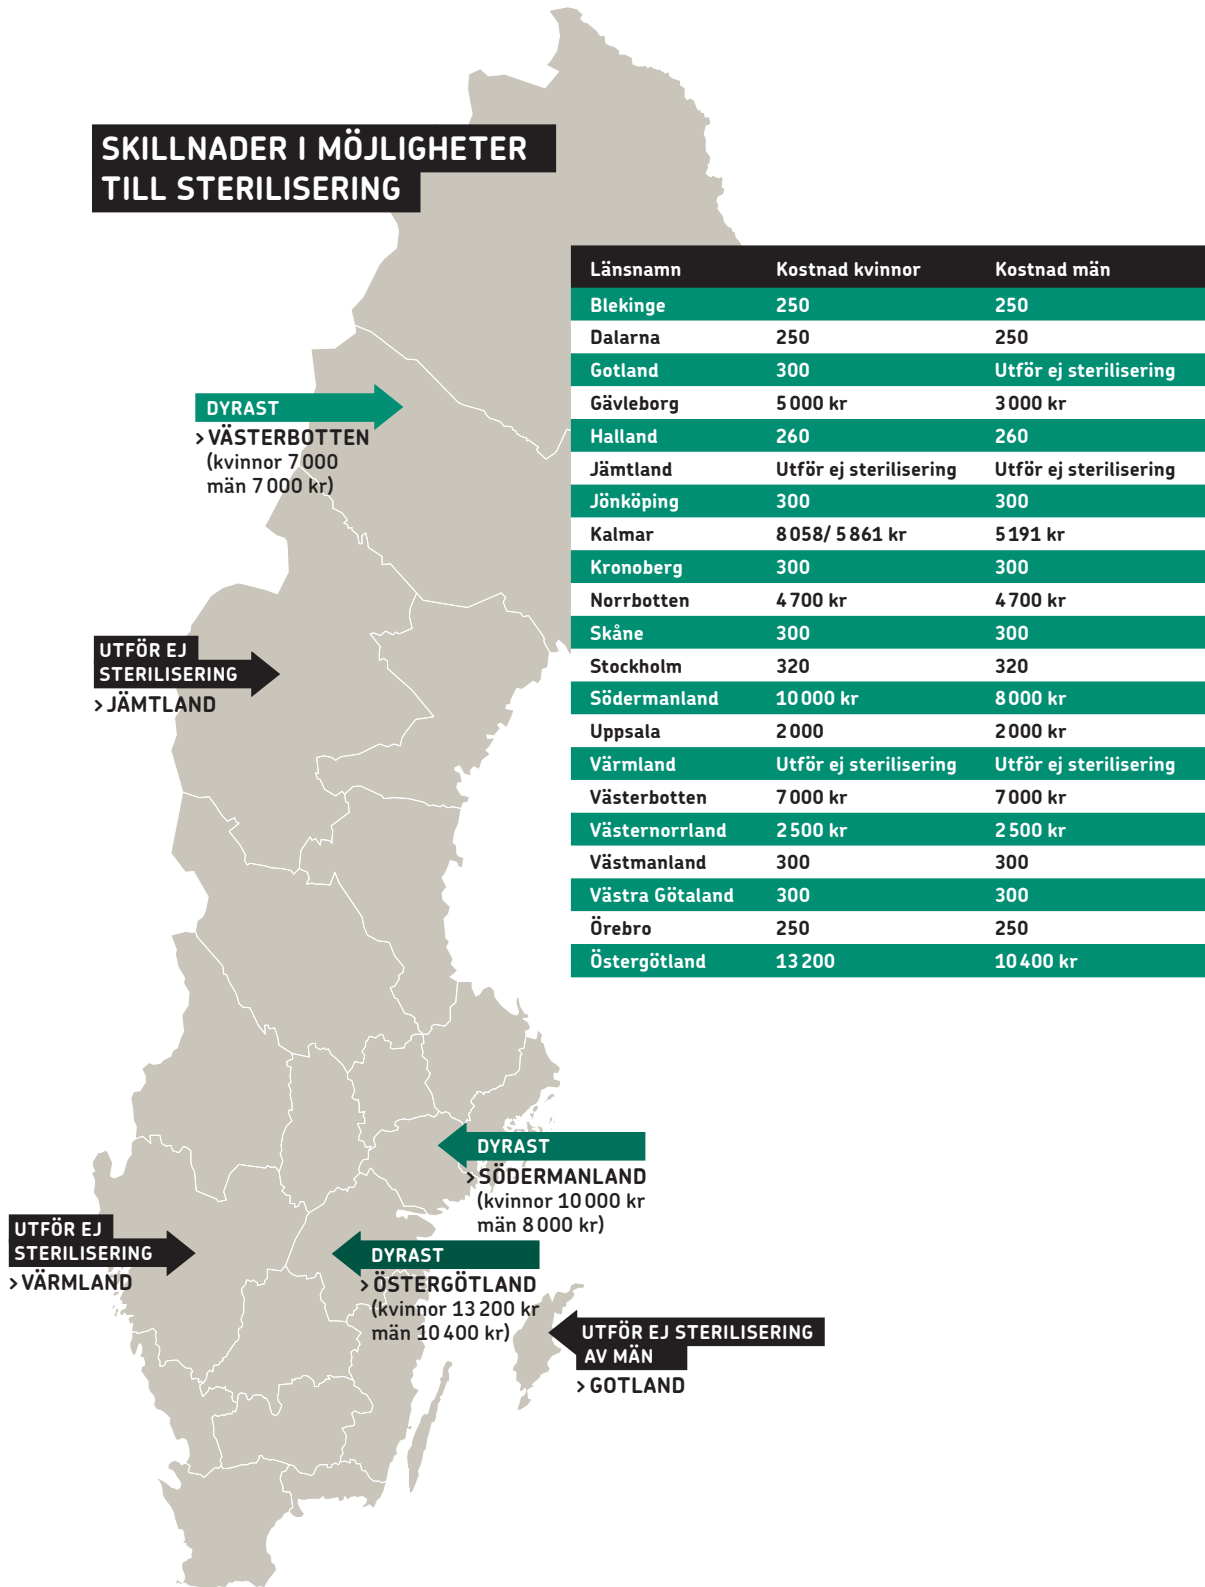 SKILLNADER I MÖJLIGHETER
TILL STERILISERING
Länsnamn Kostnad kvinnor Kostnad män
Blekinge 250 250
Dalarna 250 250
Gotland 300 Utför ej sterilisering
Gävleborg 5 000 kr 3 000 kr
Halland 260 260
Jämtland Utför ej sterilisering Utför ej sterilisering
Jönköping 300 300
Kalmar 8 058/ 5 861 kr 5 191 kr
Kronoberg 300 300
Norrbotten 4 700 kr 4 700 kr
Skåne 300 300
Stockholm 320 320
Södermanland 10 000 kr 8 000 kr
Uppsala 2 000 2 000 kr
Värmland Utför ej sterilisering Utför ej sterilisering
Västerbotten 7 000 kr 7 000 kr
Västernorrland 2 500 kr 2 500 kr
Västmanland 300 300
Västra Götaland 300 300
Örebro 250 250
Östergötland 13 200 10 400 kr
DYRAST
> VÄSTERBOTTEN
(kvinnor 7 000
män 7 000 kr)
UTFÖR EJ
STERILISERING
> JÄMTLAND
DYRAST
> SÖDERMANLAND
(kvinnor 10 000 kr
män 8 000 kr)
UTFÖR EJ
STERILISERING
> VÄRMLAND
DYRAST
> ÖSTERGÖTLAND
(kvinnor 13 200 kr
män 10 400 kr)
UTFÖR EJ STERILISERING
AV MÄN
> GOTLAND